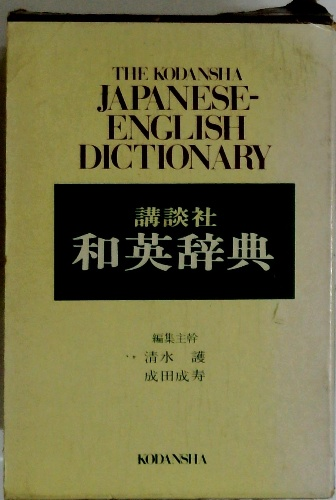 THE KODANSHA
JAPANESE-
ENGLISH
DICTIONARY
講談社
和英辞典
編集主幹
清水 護
成田成寿
KODANSHA